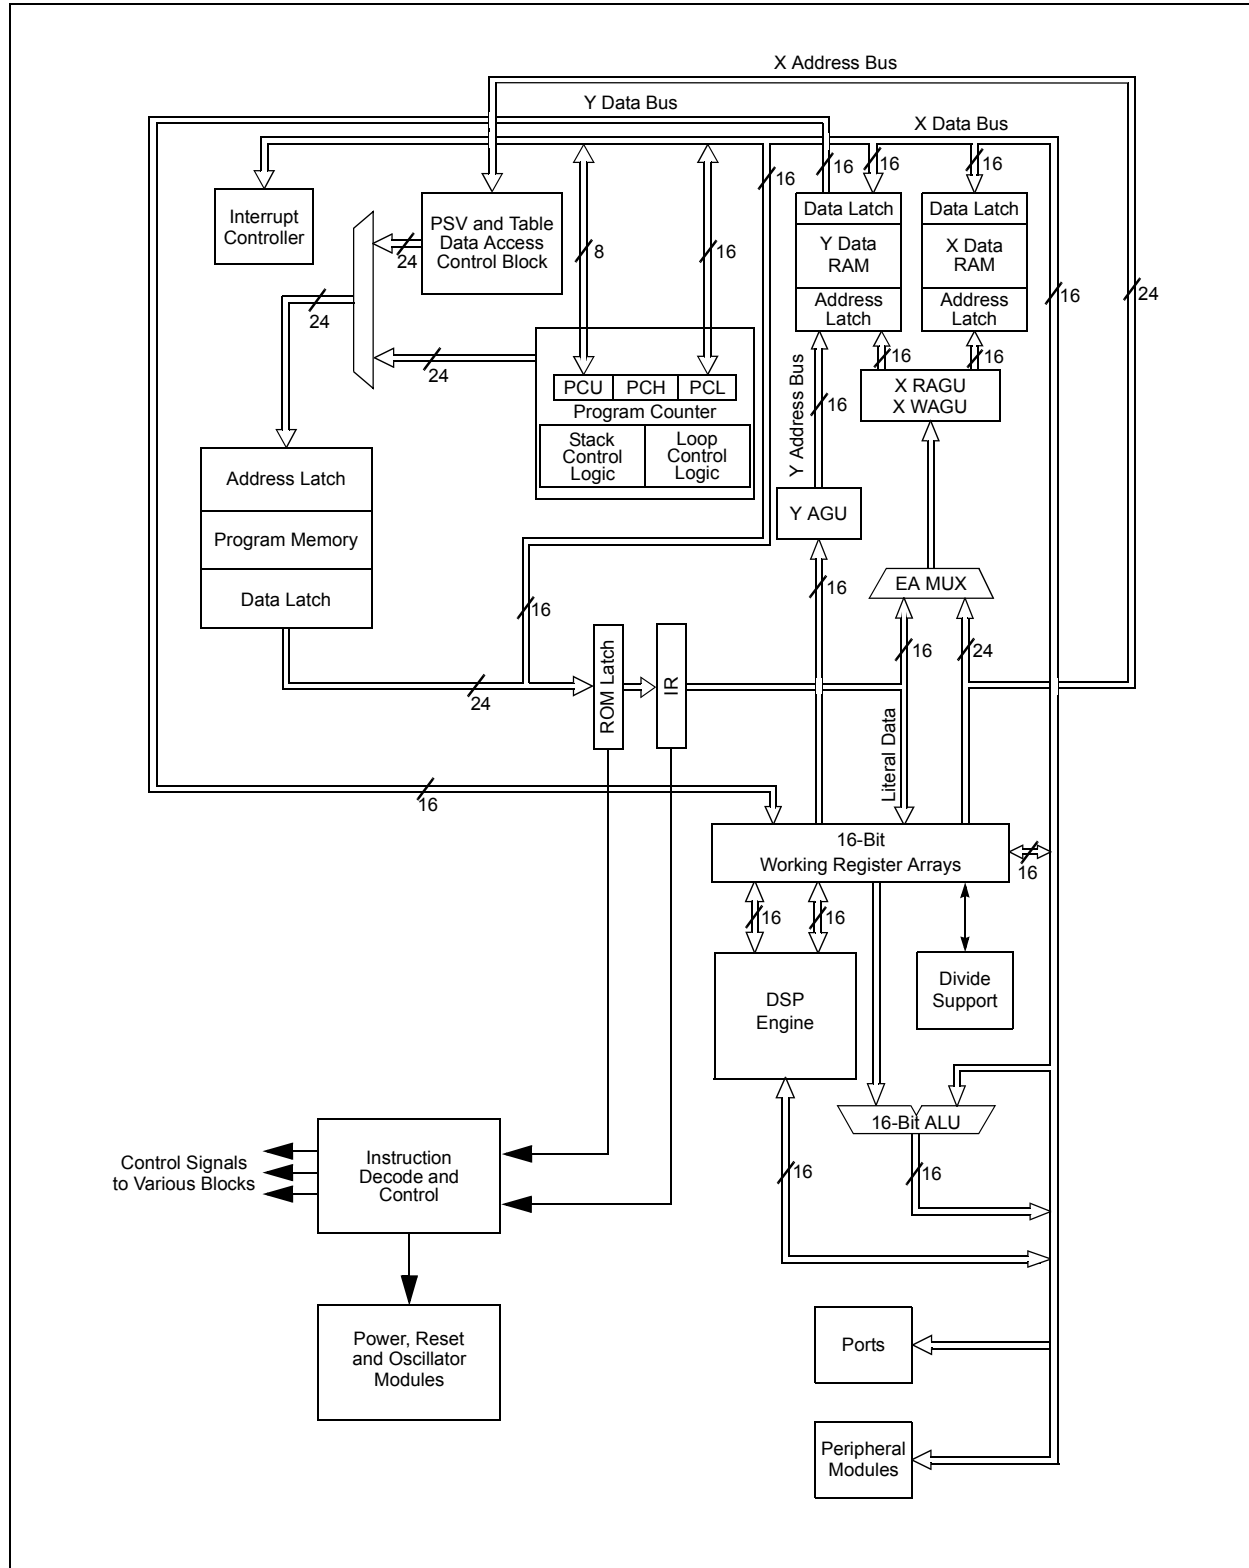 X Address Bus
Y Data Bus
X Data Bus
16
16
16
16
Interrupt
Controller
PSV and Table
Data Access
Control Block
Data Latch
Y Data
RAM
Address
Latch
Data Latch
X Data
RAM
Address
Latch
24
8
16
16
24
24
24
16
16
PCU
PCH
PCL
Program Counter
Stack
Control
Logic
Loop
Control
Logic
X RAGU
X WAGU
Y Address Bus
16
Address Latch
Program Memory
Data Latch
Y AGU
EA MUX
16
16
16
24
24
ROM Latch
IR
Literal Data
16
16-Bit
Working Register Arrays
16
16
16
DSP
Engine
Divide
Support
16-Bit ALU
16
16
Control Signals
to Various Blocks
Instruction
Decode and
Control
Power, Reset
and Oscillator
Modules
Ports
Peripheral
Modules